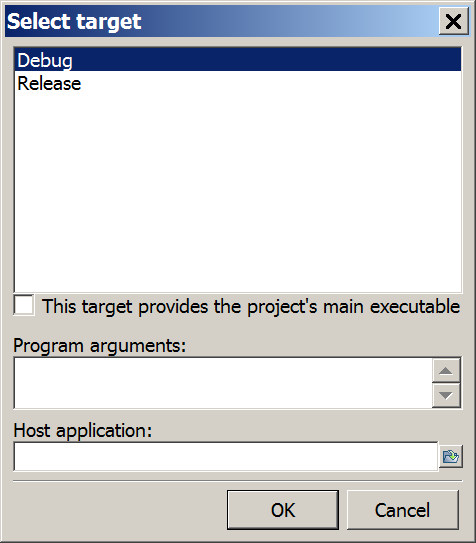 Select target
Debug
Release
This target provides the project's main executable
Program arguments:
Host application:
OK
Cancel